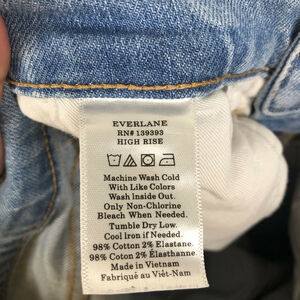 EVERLANE
RN# 139393
HIGH RISE
Machine Wash Cold
With Like Colors
Wash Inside Out.
Only Non-Chlorine
Bleach When Needed.
Tumble Dry Low.
Cool Iron if Needed.
98% Cotton 2% Elastane.
98% Coton 2% Élasthanne.
Made in Vietnam
Fabriqué au Viêt-Nam